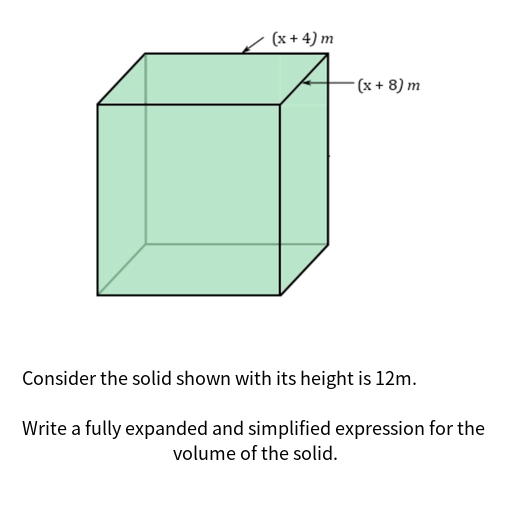 (x + 4) m
(x + 8) m
Consider the solid shown with its height is 12m.
Write a fully expanded and simplified expression for the
volume of the solid.